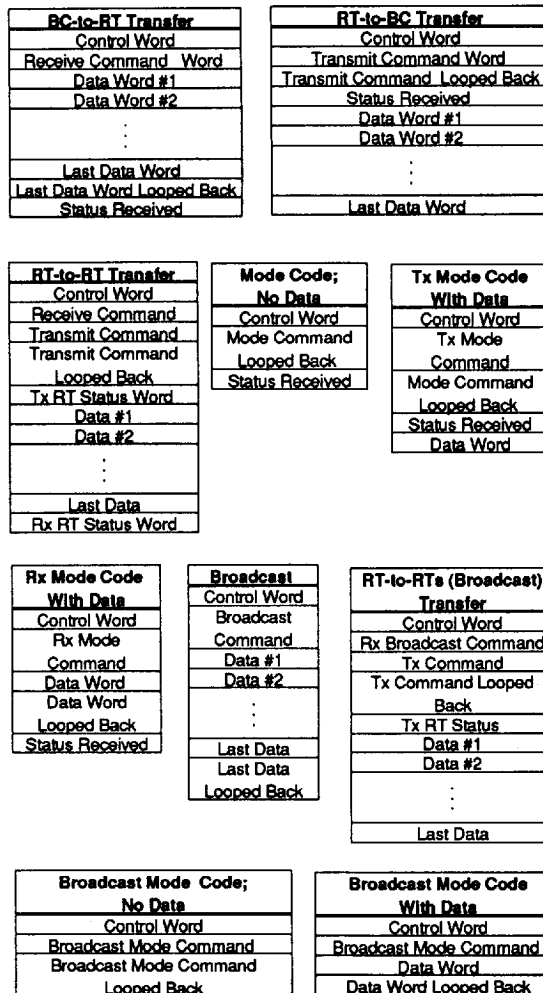 BC-to-RT Transfer
Control Word
Receive Command Word
Data Word #1
Data Word #2
Last Data Word
Last Data Word Looped Back
Status Received
RT-to-BC Transfer
Control Word
Transmit Command Word
Transmit Command Looped Back
Status Received
Data Word #1
Data Word #2
Last Data Word
RT-to-RT Transfer
Control Word
Receive Command
Transmit Command
Transmit Command
Looped Back
Tx RT Status Word
Data #1
Data #2
Last Data
Rx RT Status Word
Mode Code;
No Data
Control Word
Mode Command
Looped Back
Status Received
Tx Mode Code
With Data
Control Word
Tx Mode
Command
Mode Command
Looped Back
Status Received
Data Word
Rx Mode Code
With Data
Control Word
Rx Mode
Command
Data Word
Data Word
Looped Back
Status Received
Broadcast
Control Word
Broadcast
Command
Data #1
Data #2
Last Data
Last Data
Looped Back
RT-to-RTs (Broadcast)
Transfer
Control Word
Rx Broadcast Command
Tx Command
Tx Command Looped
Back
Tx RT Status
Data #1
Data #2
Last Data
Broadcast Mode Code;
No Data
Control Word
Broadcast Mode Command
Broadcast Mode Command
Looped Back
Broadcast Mode Code
With Data
Control Word
Broadcast Mode Command
Data Word
Data Word Looped Back